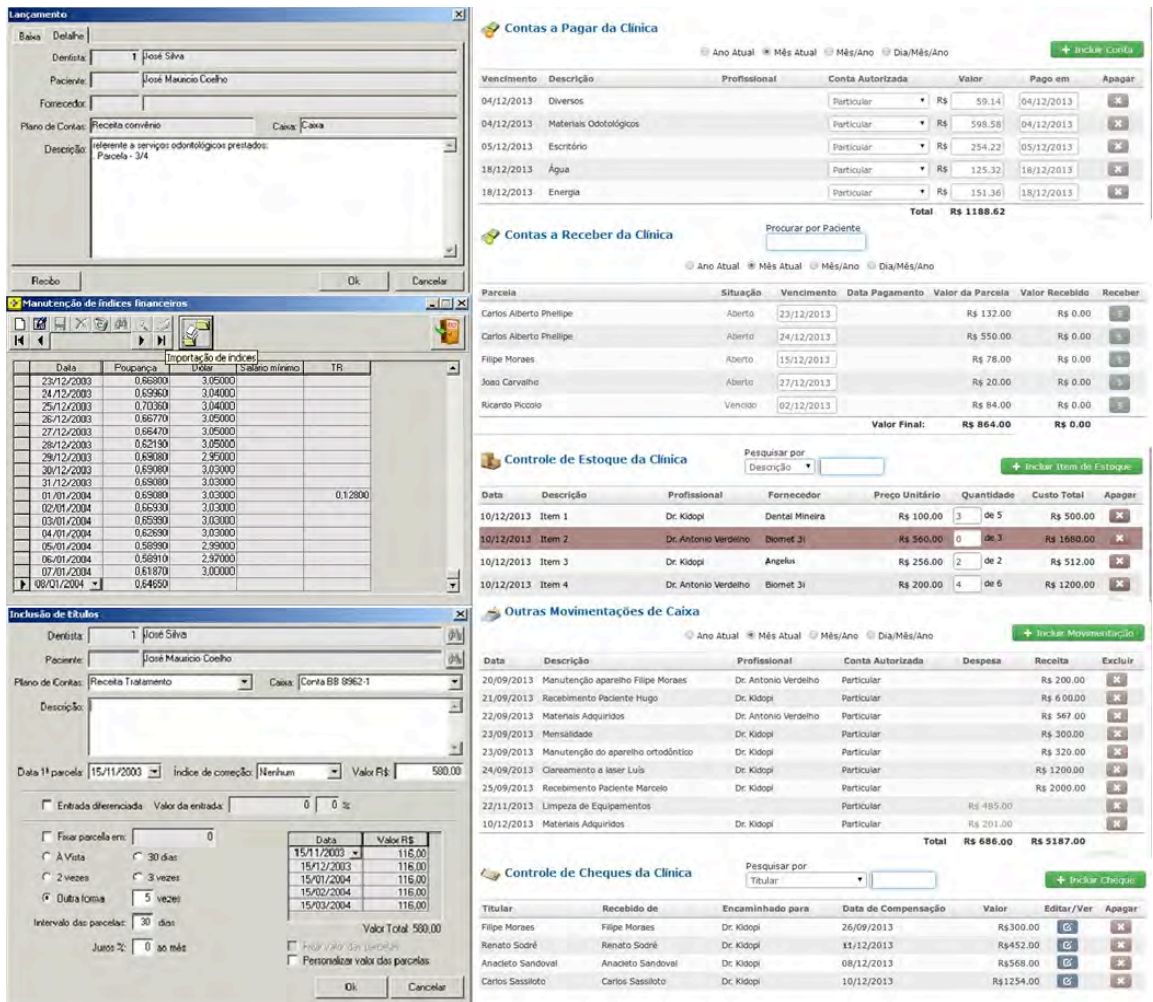 Lançamento
Baixa Detalhe
Dentista: 1 José Silva
Paciente: José Mauricio Coelho
Fornecedor:
Plano de Contas: Receita convênio Caixa: Caixa
Descrição: referente a serviços odontológicos prestados:
. Parcela - 3/4
Recibo Ok Cancelar
Manutenção de índices financeiros
Importação de índices
Data Poupança Dólar Salário mínimo TR
23/12/2003 0,66800 3,05000
24/12/2003 0,69960 3,04000
25/12/2003 0,70360 3,04000
26/12/2003 0,66770 3,05000
27/12/2003 0,66470 3,05000
28/12/2003 0,62190 3,05000
29/12/2003 0,69080 2,95000
30/12/2003 0,69080 3,03000
31/12/2003 0,69080 3,03000
01/01/2004 0,69080 3,03000 0,12800
02/01/2004 0,66930 3,03000
03/01/2004 0,65990 3,03000
04/01/2004 0,62690 3,03000
05/01/2004 0,58990 2,99000
06/01/2004 0,58910 2,97000
07/01/2004 0,61870 3,00000
08/01/2004 0,64650
Inclusão de títulos
Dentista: 1 José Silva
Paciente: José Mauricio Coelho
Plano de Contas: Receita Tratamento Caixa: Conta BB 8962-1
Descrição:
Data 1ª parcela: 15/11/2003 Índice de correção: Nenhum Valor R$: 580,00
Entrada diferenciada Valor da entrada: 0 0 %
Fixar parcela em: 0
À Vista 30 dias
2 vezes 3 vezes
Outra forma 5 vezes
Intervalo das parcelas: 30 dias
Juros %: 0 ao mês
Data Valor R$
15/11/2003 116,00
15/12/2003 116,00
15/01/2004 116,00
15/02/2004 116,00
15/03/2004 116,00
Valor Total: 580,00
Fixar valor das parcelas
Personalizar valor das parcelas
Ok Cancelar
Contas a Pagar da Clínica
Ano Atual Mês Atual Mês/Ano Dia/Mês/Ano + Incluir Conta
Vencimento Descrição Profissional Conta Autorizada Valor Pago em Apagar
04/12/2013 Diversos Particular R$ 59.14 04/12/2013
04/12/2013 Materiais Odotológicos Particular R$ 598.58 04/12/2013
05/12/2013 Escritório Particular R$ 254.22 05/12/2013
18/12/2013 Água Particular R$ 125.32 18/12/2013
18/12/2013 Energia Particular R$ 151.36 18/12/2013
Total R$ 1188.62
Contas a Receber da Clínica Procurar por Paciente
Ano Atual Mês Atual Mês/Ano Dia/Mês/Ano
Parcela Situação Vencimento Data Pagamento Valor da Parcela Valor Recebido Receber
Carlos Alberto Phellipe Aberto 23/12/2013 R$ 132.00 R$ 0.00
Carlos Alberto Phellipe Aberto 24/12/2013 R$ 550.00 R$ 0.00
Filipe Moraes Aberto 15/12/2013 R$ 78.00 R$ 0.00
Joao Carvalho Aberto 27/12/2013 R$ 20.00 R$ 0.00
Ricardo Piccolo Vencido 02/12/2013 R$ 84.00 R$ 0.00
Valor Final: R$ 864.00 R$ 0.00
Controle de Estoque da Clínica Pesquisar por
Descrição + Incluir Item do Estoque
Data Descrição Profissional Fornecedor Preço Unitário Quantidade Custo Total Apagar
10/12/2013 Item 1 Dr. Kidopi Dental Mineira R$ 100.00 3 de 5 R$ 500.00
10/12/2013 Item 2 Dr. Antonio Verdelho Biomet 3i R$ 560.00 0 de 3 R$ 1680.00
10/12/2013 Item 3 Dr. Kidopi Angelus R$ 256.00 2 de 2 R$ 512.00
10/12/2013 Item 4 Dr. Antonio Verdelho Biomet 3i R$ 200.00 4 de 6 R$ 1200.00
Outras Movimentações de Caixa
Ano Atual Mês Atual Mês/Ano Dia/Mês/Ano + Incluir Movimentação
Data Descrição Profissional Conta Autorizada Despesa Receita Excluir
20/09/2013 Manutenção aparelho Filipe Moraes Dr. Antonio Verdelho Particular R$ 200.00
21/09/2013 Recebimento Paciente Hugo Dr. Kidopi Particular R$ 600.00
22/09/2013 Materiais Adquiridos Dr. Antonio Verdelho Particular R$ 567.00
23/09/2013 Mensalidade Dr. Kidopi Particular R$ 300.00
23/09/2013 Manutenção do aparelho ortodôntico Dr. Kidopi Particular R$ 320.00
24/09/2013 Clareamento a laser Luís Dr. Kidopi Particular R$ 1200.00
25/09/2013 Recebimento Paciente Marcelo Dr. Kidopi Particular R$ 2000.00
22/11/2013 Limpeza de Equipamentos Particular R$ 485.00
10/12/2013 Materiais Adquiridos Dr. Kidopi Particular R$ 201.00
Total R$ 686.00 R$ 5187.00
Controle de Cheques da Clínica Pesquisar por
Titular + Incluir Cheque
Titular Recebido de Encaminhado para Data de Compensação Valor Editar/Ver Apagar
Filipe Moraes Filipe Moraes Dr. Kidopi 26/09/2013 R$300.00
Renato Sodré Renato Sodré Dr. Kidopi 11/12/2013 R$452.00
Anacleto Sandoval Anacleto Sandoval Dr. Kidopi 08/12/2013 R$568.00
Carlos Sassiloto Carlos Sassiloto Dr. Kidopi 10/12/2013 R$1254.00